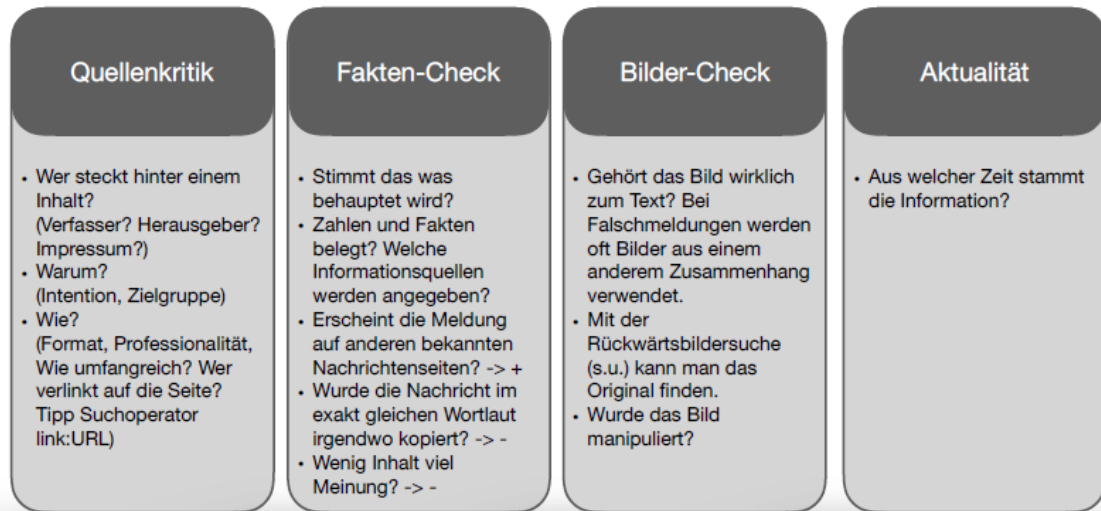 Quellenkritik
• Wer steckt hinter einem
Inhalt?
(Verfasser? Herausgeber?
Impressum?)
• Warum?
(Intention, Zielgruppe)
• Wie?
(Format, Professionalität,
Wie umfangreich? Wer
verlinkt auf die Seite?
Tipp Suchoperator
link:URL)
Fakten-Check
• Stimmt das was
behauptet wird?
• Zahlen und Fakten
belegt? Welche
Informationsquellen
werden angegeben?
• Erscheint die Meldung
auf anderen bekannten
Nachrichtenseiten? -> +
• Wurde die Nachricht im
exakt gleichen Wortlaut
irgendwo kopiert? -> -
• Wenig Inhalt viel
Meinung? -> -
Bilder-Check
• Gehört das Bild wirklich
zum Text? Bei
Falschmeldungen werden
oft Bilder aus einem
anderem Zusammenhang
verwendet.
• Mit der
Rückwärtsbildersuche
(s.u.) kann man das
Original finden.
• Wurde das Bild
manipuliert?
Aktualität
• Aus welcher Zeit stammt
die Information?